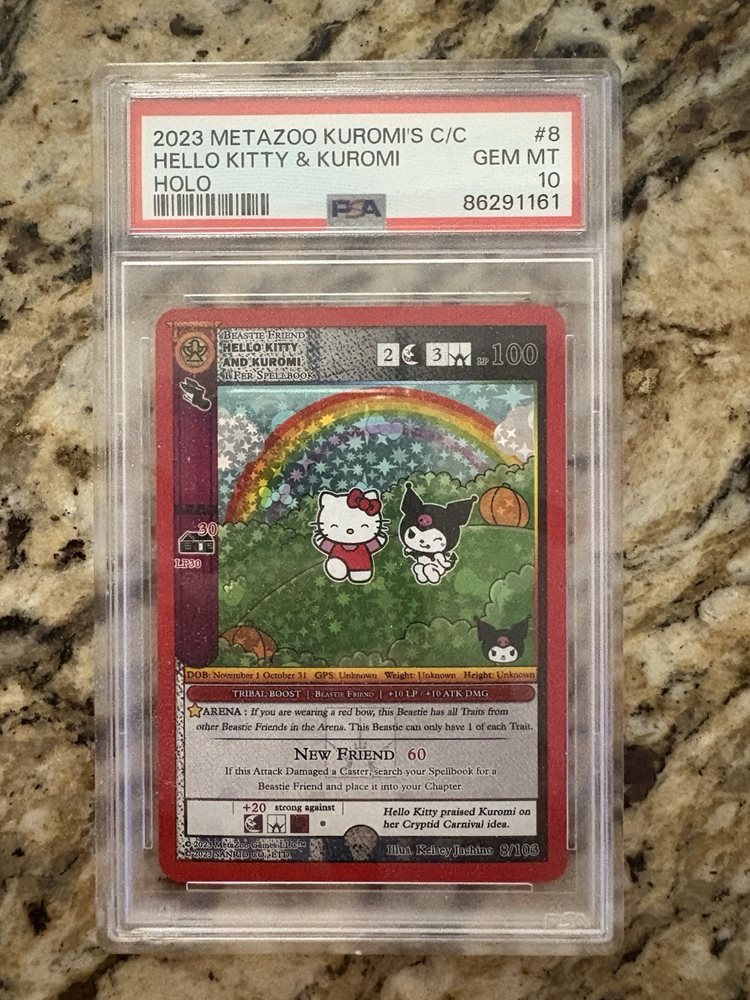 2023 METAZOO KUROMI'S C/C #8
HELLO KITTY & KUROMI GEM MT
HOLO 10
PSA 86291161
BEASTIE FRIEND
HELLO KITTY
AND KUROMI
1 PER SPELLBOOK
2 3 LP 100
30
LP30
DOB: November 1 October 31 GPS: Unknown Weight: Unknown Height: Unknown
TRIBAL BOOST | BEASTIE FRIEND | +10 LP / +10 ATK DMG
ARENA : If you are wearing a red bow, this Beastie has all Traits from
other Beastie Friends in the Arena. This Beastie can only have 1 of each Trait.
NEW FRIEND 60
If this Attack Damaged a Caster, search your Spellbook for a
Beastie Friend and place it into your Chapter.
+20 strong against
Hello Kitty praised Kuromi on
her Cryptid Carnival idea.
© 2023 MetaZoo Games LLC™
© 2023 SANRIO CO., LTD.
Illus. Kelsey Jachino 8/103